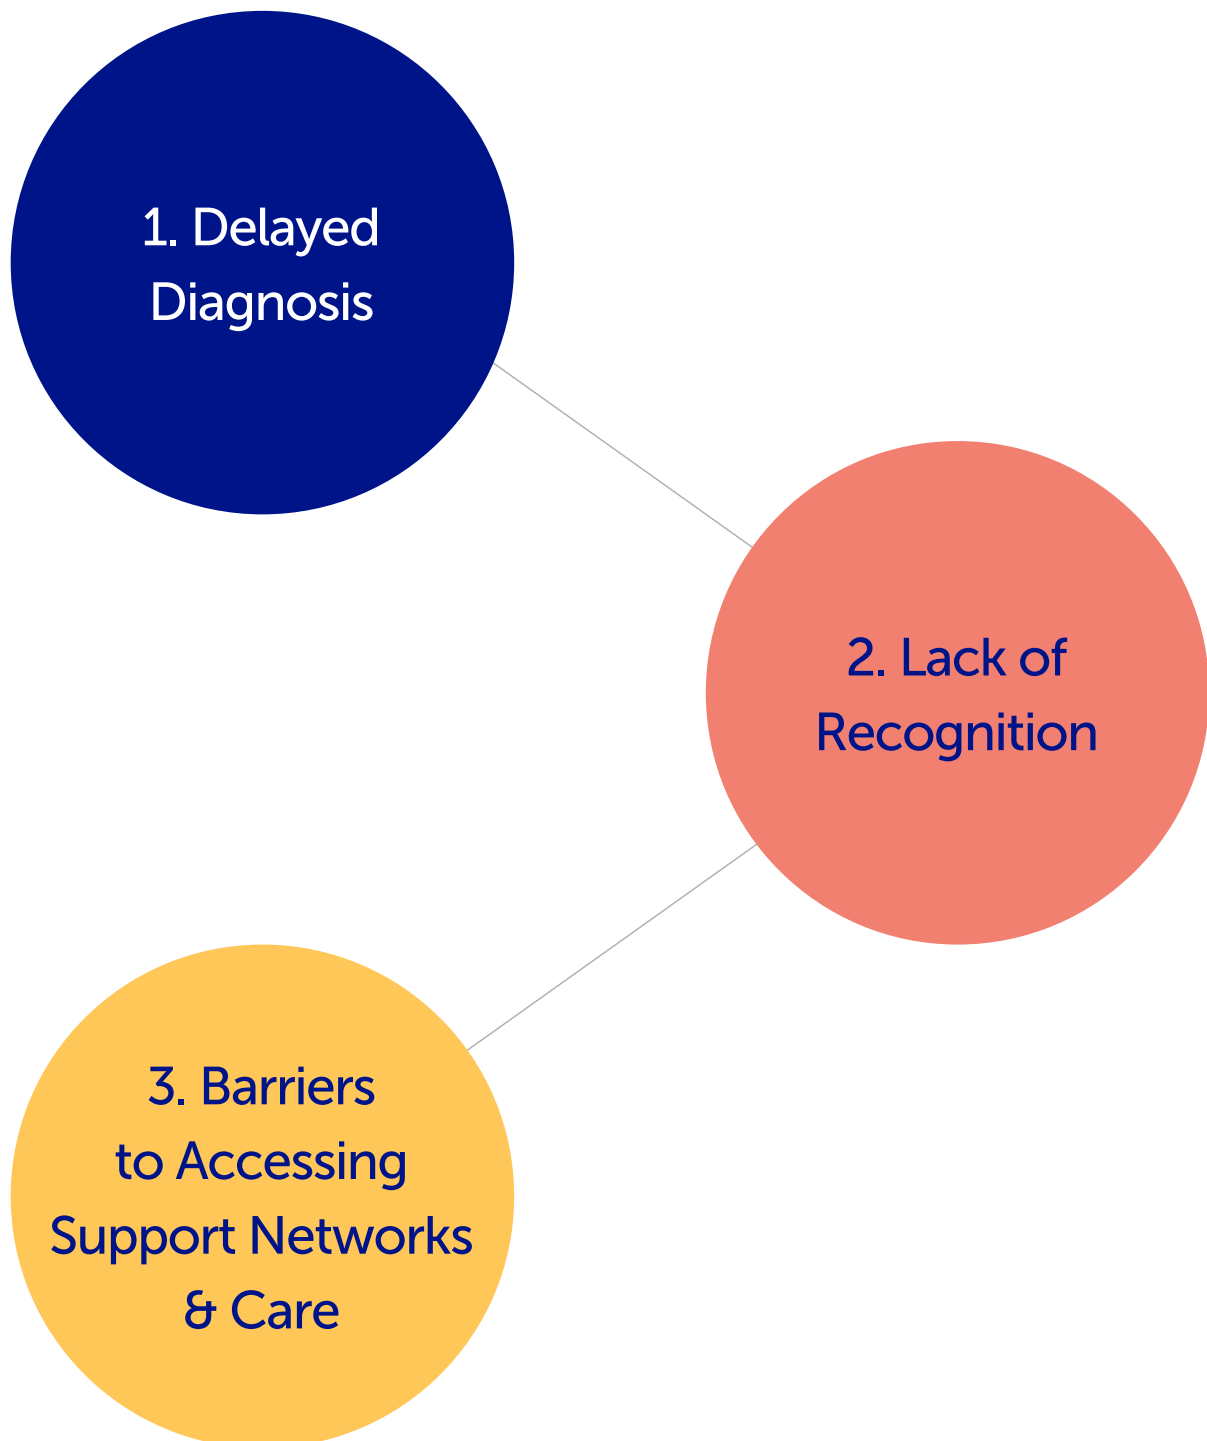 1. Delayed
Diagnosis
2. Lack of
Recognition
3. Barriers
to Accessing
Support Networks
& Care